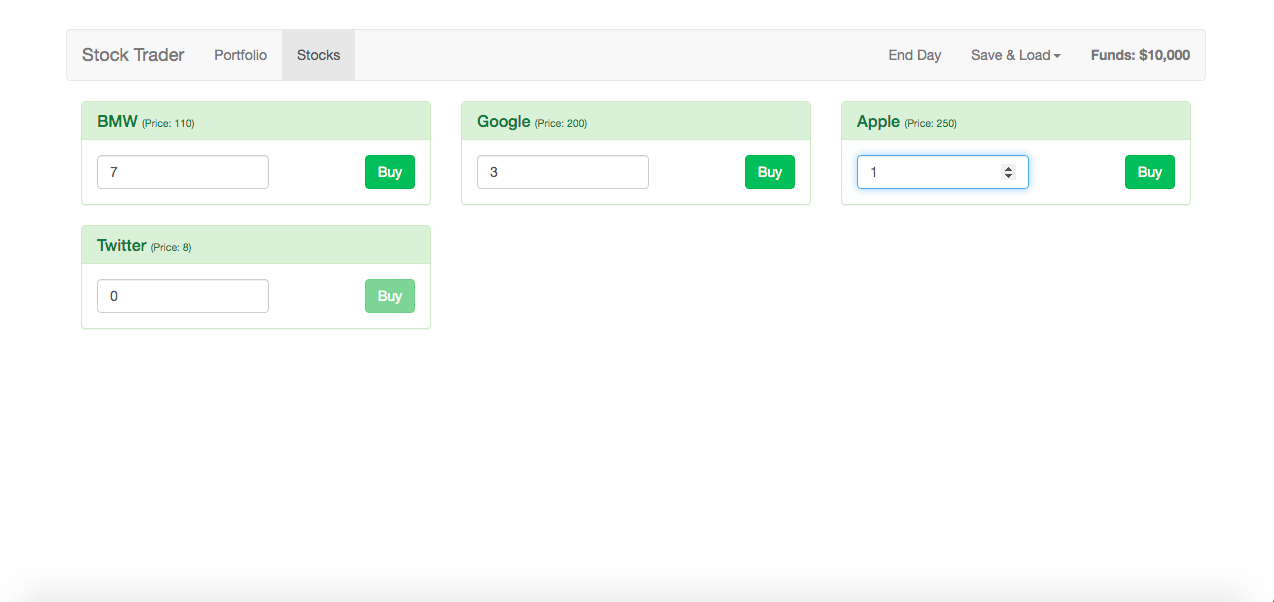 Stock Trader Portfolio Stocks End Day Save & Load Funds: $10,000
BMW (Price: 110) Google (Price: 200) Apple (Price: 250)
7 Buy 3 Buy 1 Buy
Twitter (Price: 8)
0 Buy